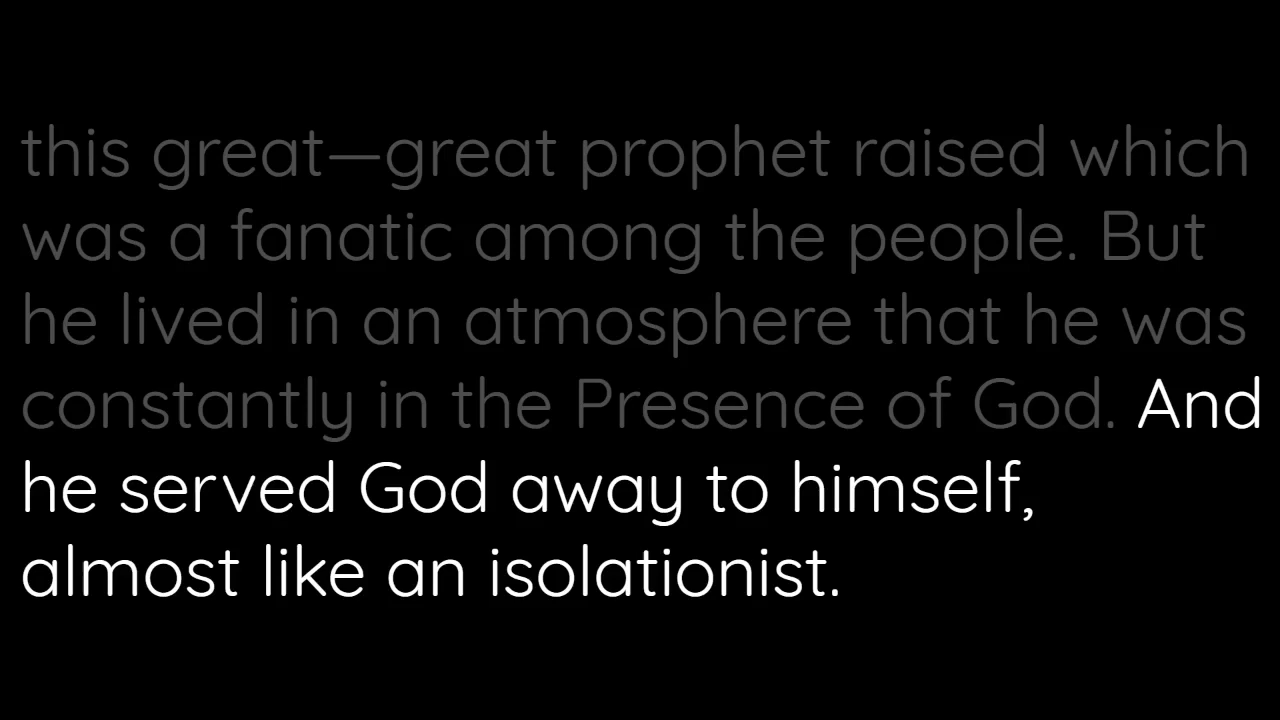 this great—great prophet raised which
was a fanatic among the people. But
he lived in an atmosphere that he was
constantly in the Presence of God. And
he served God away to himself,
almost like an isolationist.